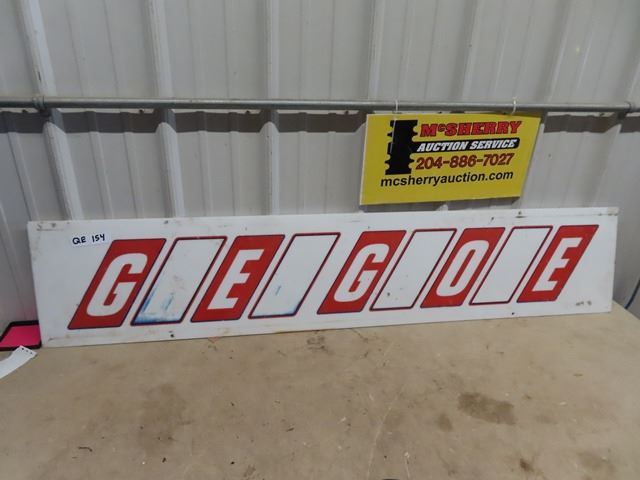 McSHERRY
AUCTION SERVICE
204-886-7027
mcsherryauction.com
QE 154
G E G O E